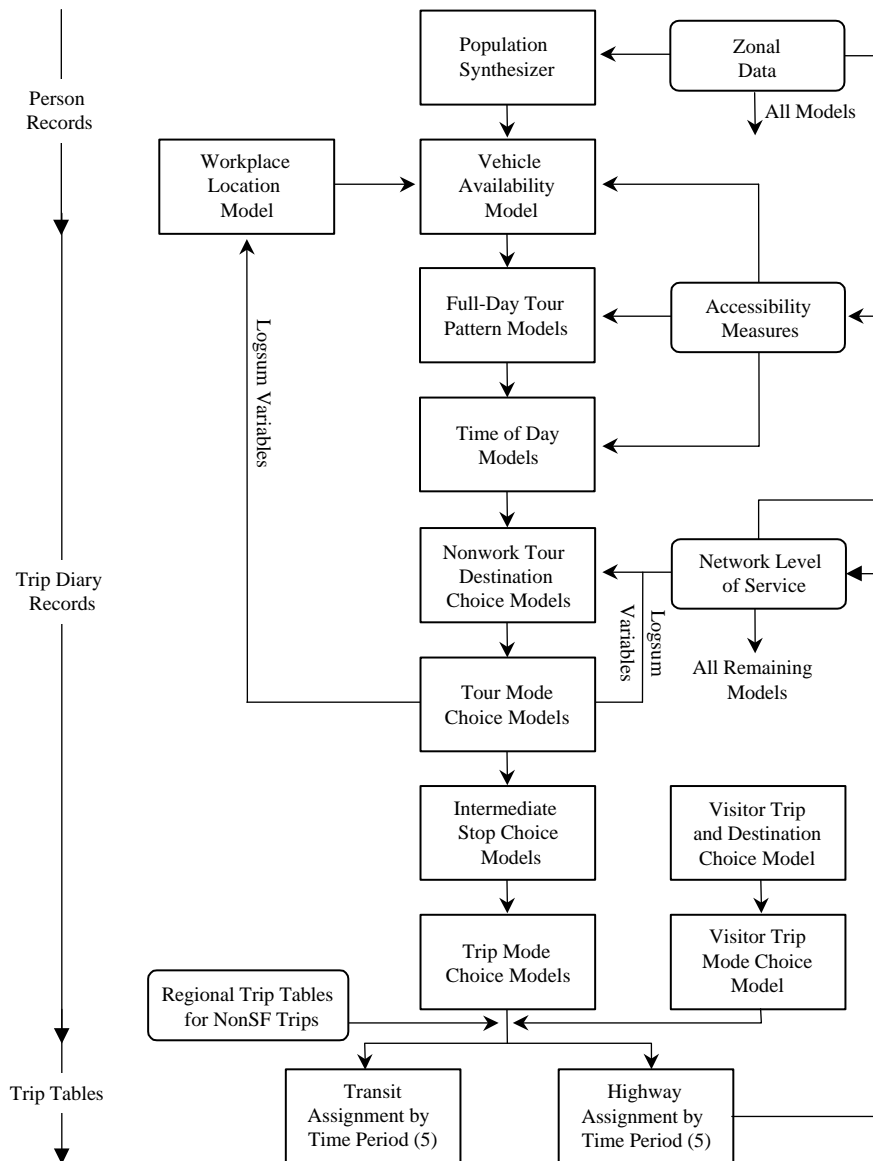 Population
Synthesizer
Zonal
Data
Person
Records
All Models
Workplace
Location
Model
Vehicle
Availability
Model
Full-Day Tour
Pattern Models
Accessibility
Measures
Logsum Variables
Time of Day
Models
Nonwork Tour
Destination
Choice Models
Logsum
Variables
Network Level
of Service
Trip Diary
Records
All Remaining
Models
Tour Mode
Choice Models
Intermediate
Stop Choice
Models
Visitor Trip
and Destination
Choice Model
Trip Mode
Choice Models
Visitor Trip
Mode Choice
Model
Regional Trip Tables
for NonSF Trips
Trip Tables
Transit
Assignment by
Time Period (5)
Highway
Assignment by
Time Period (5)